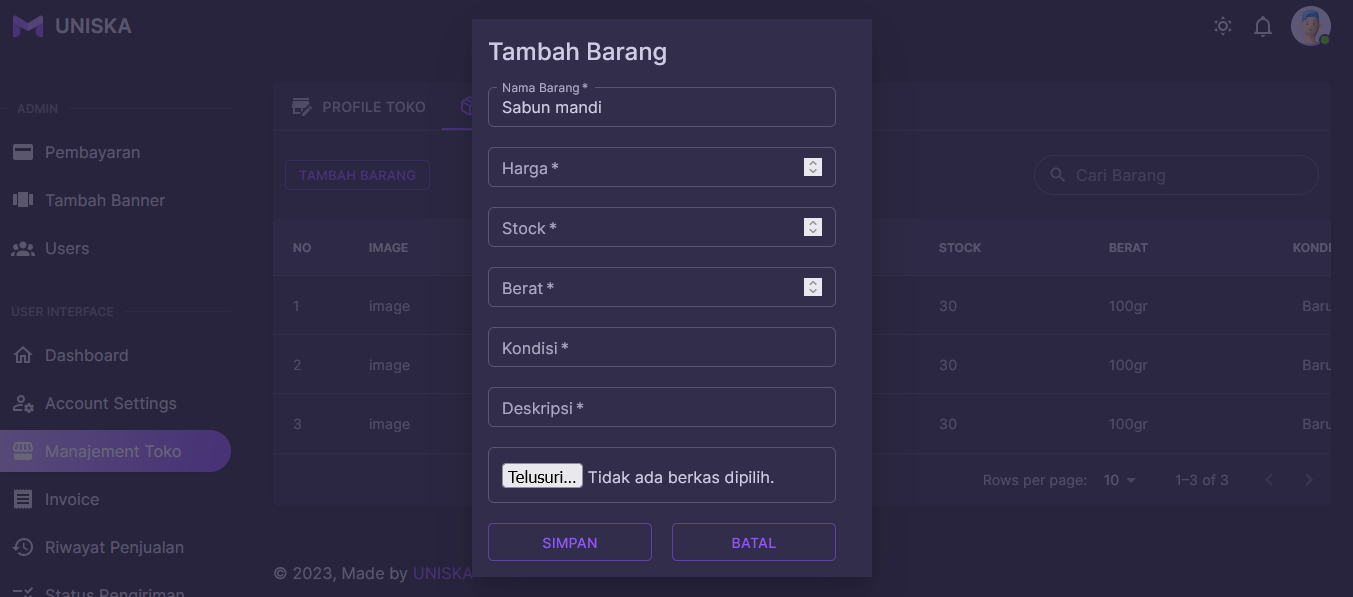 UNISKA
ADMIN
Pembayaran
Tambah Banner
Users
USER INTERFACE
Dashboard
Account Settings
Manajement Toko
Invoice
Riwayat Penjualan
Status Pengiriman
PROFILE TOKO
TAMBAH BARANG
Cari Barang
NO IMAGE STOCK BERAT KONDI
1 image 30 100gr Baru
2 image 30 100gr Baru
3 image 30 100gr Baru
Rows per page: 10 1–3 of 3
© 2023, Made by UNISKA
Tambah Barang
Nama Barang *
Sabun mandi
Harga *
Stock *
Berat *
Kondisi *
Deskripsi *
Telusuri... Tidak ada berkas dipilih.
SIMPAN BATAL